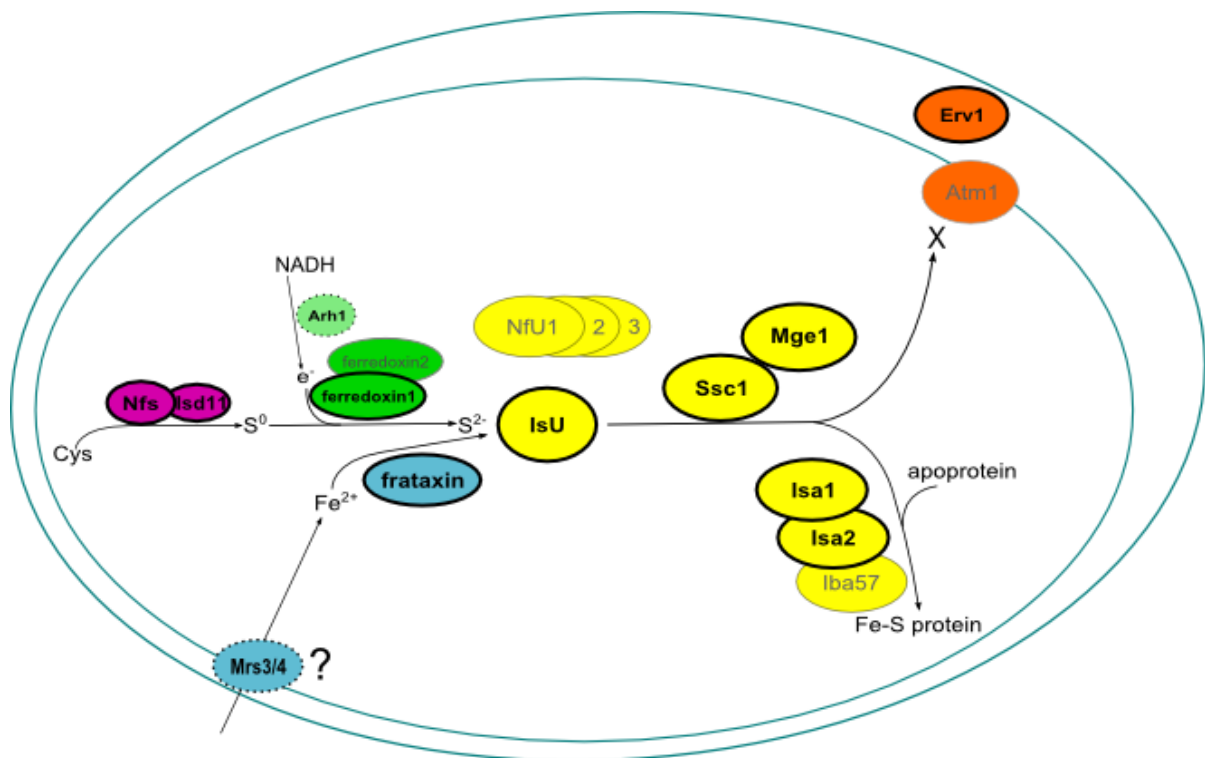 Erv1
Atm1
X
NADH
Arh1
NfU1 2 3
Mge1
ferredoxin2
e-
Ssc1
ferredoxin1
Nfs Isd11
S0
S2-
IsU
Cys
frataxin
Fe2+
Isa1
apoprotein
Isa2
Iba57
Fe-S protein
Mrs3/4 ?